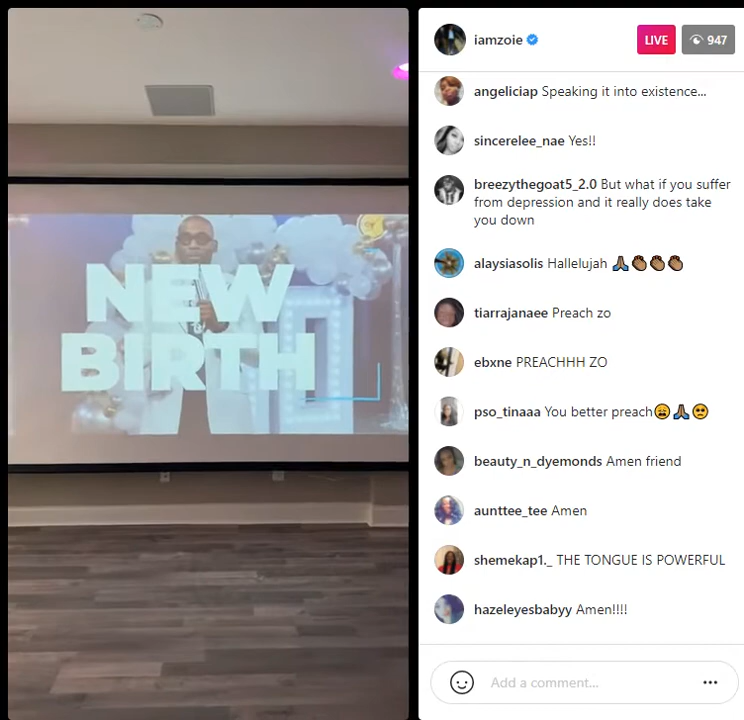 iamzoie
LIVE
947
angeliciap Speaking it into existence...
sincerelee_nae Yes!!
breezythegoat5_2.0 But what if you suffer
from depression and it really does take
you down
alaysiasolis Hallelujah 🙏🏽👏🏽👏🏽👏🏽
tiarrajanaee Preach zo
ebxne PREACHHH ZO
pso_tinaaa You better preach😩🙏🏽🥺
beauty_n_dyemonds Amen friend
aunttee_tee Amen
shemekap1._ THE TONGUE IS POWERFUL
hazeleyesbabyy Amen!!!!
Add a comment...
NEW
BIRTH